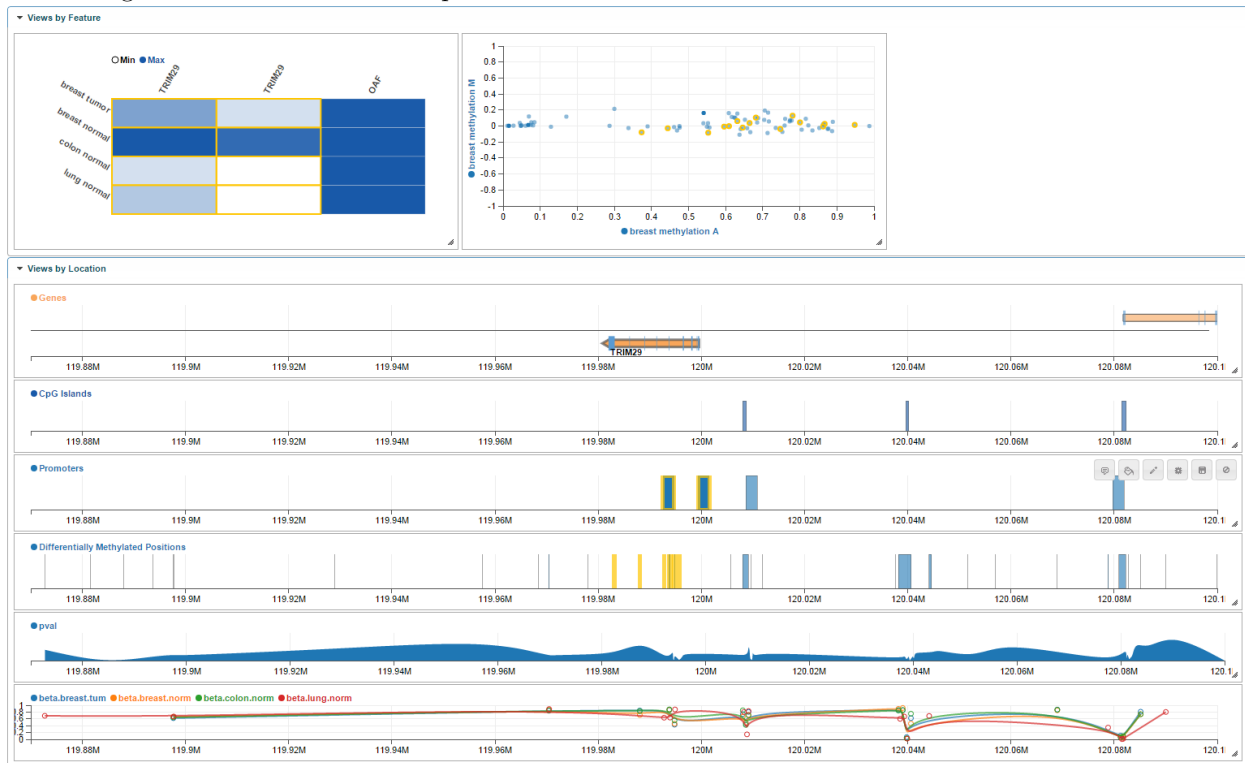 Views by Feature
Min Max
TRIM29 TRIM29 OAF
breast tumor
breast normal
colon normal
lung normal
breast methylation M
1
0.8
0.6
0.4
0.2
0
-0.2
-0.4
-0.6
-0.8
-1
0 0.1 0.2 0.3 0.4 0.5 0.6 0.7 0.8 0.9 1
breast methylation A
Views by Location
Genes
TRIM29
119.88M 119.9M 119.92M 119.94M 119.96M 119.98M 120M 120.02M 120.04M 120.06M 120.08M
CpG Islands
119.88M 119.9M 119.92M 119.94M 119.96M 119.98M 120M 120.02M 120.04M 120.06M 120.08M
Promoters
119.88M 119.9M 119.92M 119.94M 119.96M 119.98M 120M 120.02M 120.04M 120.06M 120.08M
Differentially Methylated Positions
119.88M 119.9M 119.92M 119.94M 119.96M 119.98M 120M 120.02M 120.04M 120.06M 120.08M
pval
119.88M 119.9M 119.92M 119.94M 119.96M 119.98M 120M 120.02M 120.04M 120.06M 120.08M
beta.breast.tum beta.breast.norm beta.colon.norm beta.lung.norm
119.88M 119.9M 119.92M 119.94M 119.96M 119.98M 120M 120.02M 120.04M 120.06M 120.08M